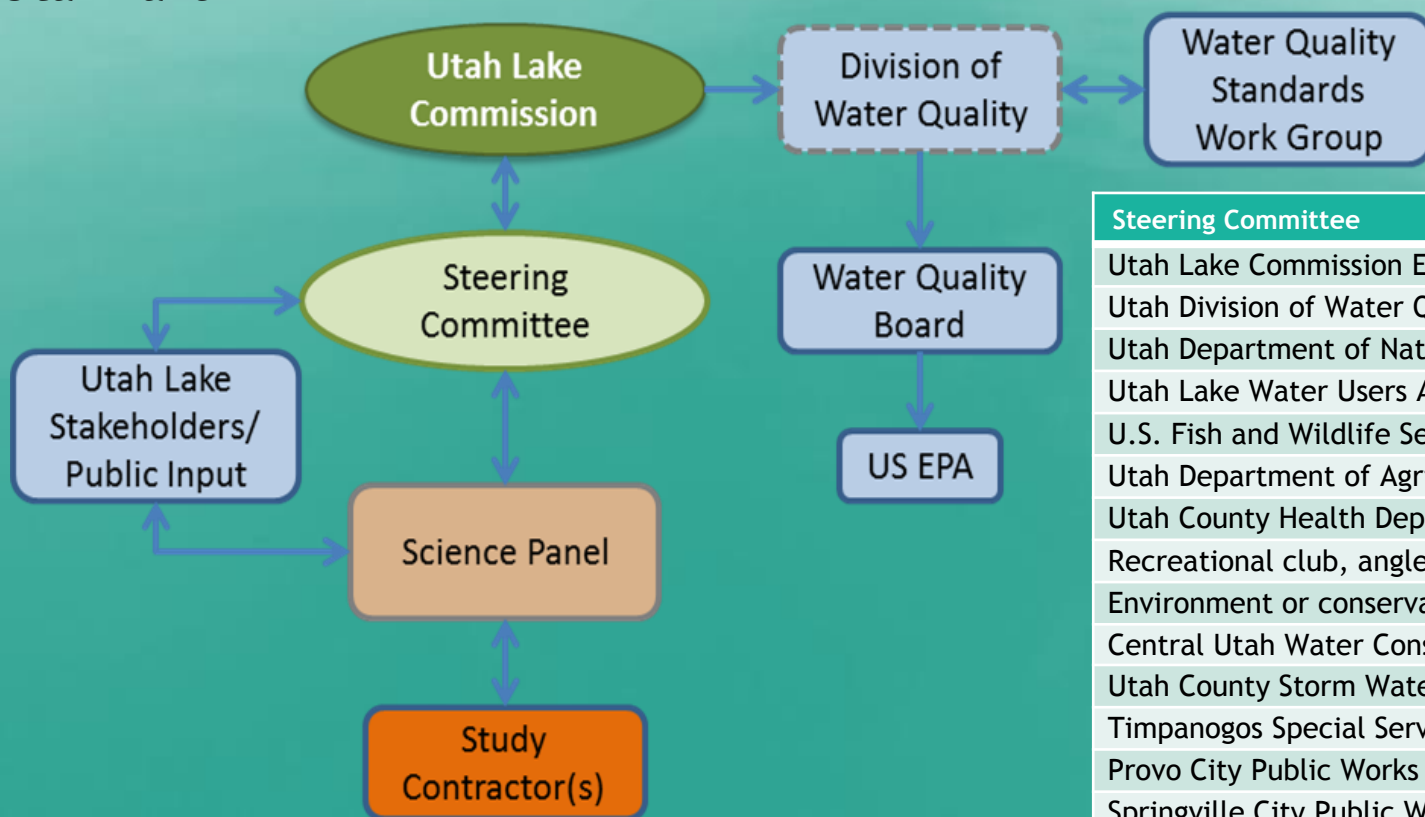 Utah Lake
Commission
Division of
Water Quality
Water Quality
Standards
Work Group
Steering
Committee
Water Quality
Board
Utah Lake
Stakeholders/
Public Input
US EPA
Science Panel
Study
Contractor(s)
Steering Committee
Utah Lake Commission
Utah Division of Water
Utah Department of
Utah Lake Water Users
U.S. Fish and Wildlife
Utah Department of
Utah County Health
Recreational club,
Environment or
Central Utah Water
Utah County Storm
Timpanogos Special
Provo City Public Works
Springville City Public